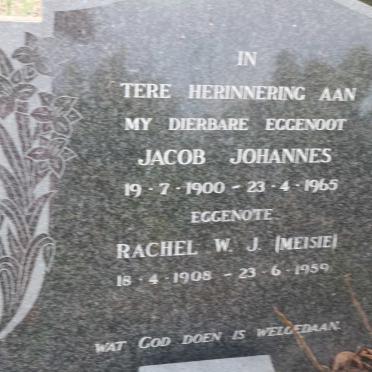 IN
TERE HERINNERING AAN
MY DIERBARE EGGENOOT
JACOB JOHANNES
19 · 7 · 1900 – 23 · 4 · 1965
EGGENOTE
RACHEL W. J. (MEISIE)
18 · 4 · 1908 – 23 · 6 · 1959
WAT GOD DOEN IS WELGEDAAN.